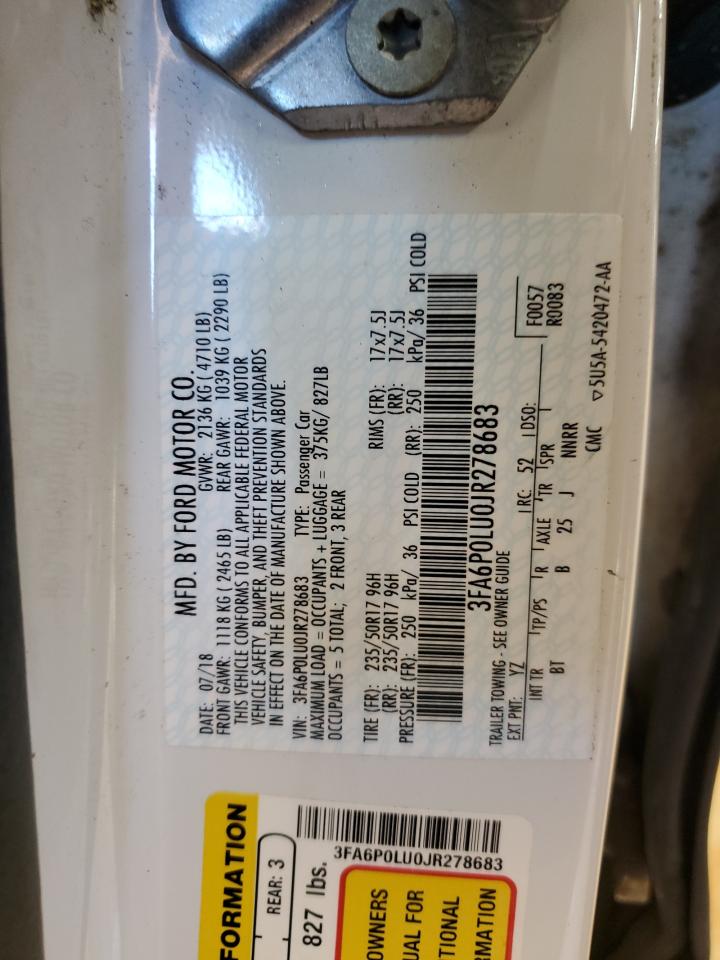 MFD. BY FORD MOTOR CO.
DATE: 07/18 GVWR: 2136 KG ( 4710 LB)
FRONT GAWR: 1118 KG ( 2465 LB) REAR GAWR: 1039 KG ( 2290 LB)
THIS VEHICLE CONFORMS TO ALL APPLICABLE FEDERAL MOTOR
VEHICLE SAFETY, BUMPER, AND THEFT PREVENTION STANDARDS
IN EFFECT ON THE DATE OF MANUFACTURE SHOWN ABOVE.
VIN: 3FA6P0LU0JR278683 TYPE: Passenger Car
MAXIMUM LOAD = OCCUPANTS + LUGGAGE = 375KG/ 827LB
OCCUPANTS = 5 TOTAL; 2 FRONT, 3 REAR
TIRE (FR): 235/50R17 96H RIMS (FR): 17x7.5J
(RR): 235/50R17 96H (RR): 17x7.5J
PRESSURE (FR): 250 kPa/ 36 PSI COLD (RR): 250 kPa/ 36 PSI COLD
3FA6P0LU0JR278683
TRAILER TOWING - SEE OWNER GUIDE
EXT PNT: YZ RC: 52 DSO: F0057
R0083
INT TR TP/PS R AXLE TR SPR
BT B 25 J NNRR
CMC ▽5U5A-5420472-AA
FORMATION
REAR: 3
827 lbs.
3FA6P0LU0JR278683
OWNERS
UAL FOR
TIONAL
RMATION